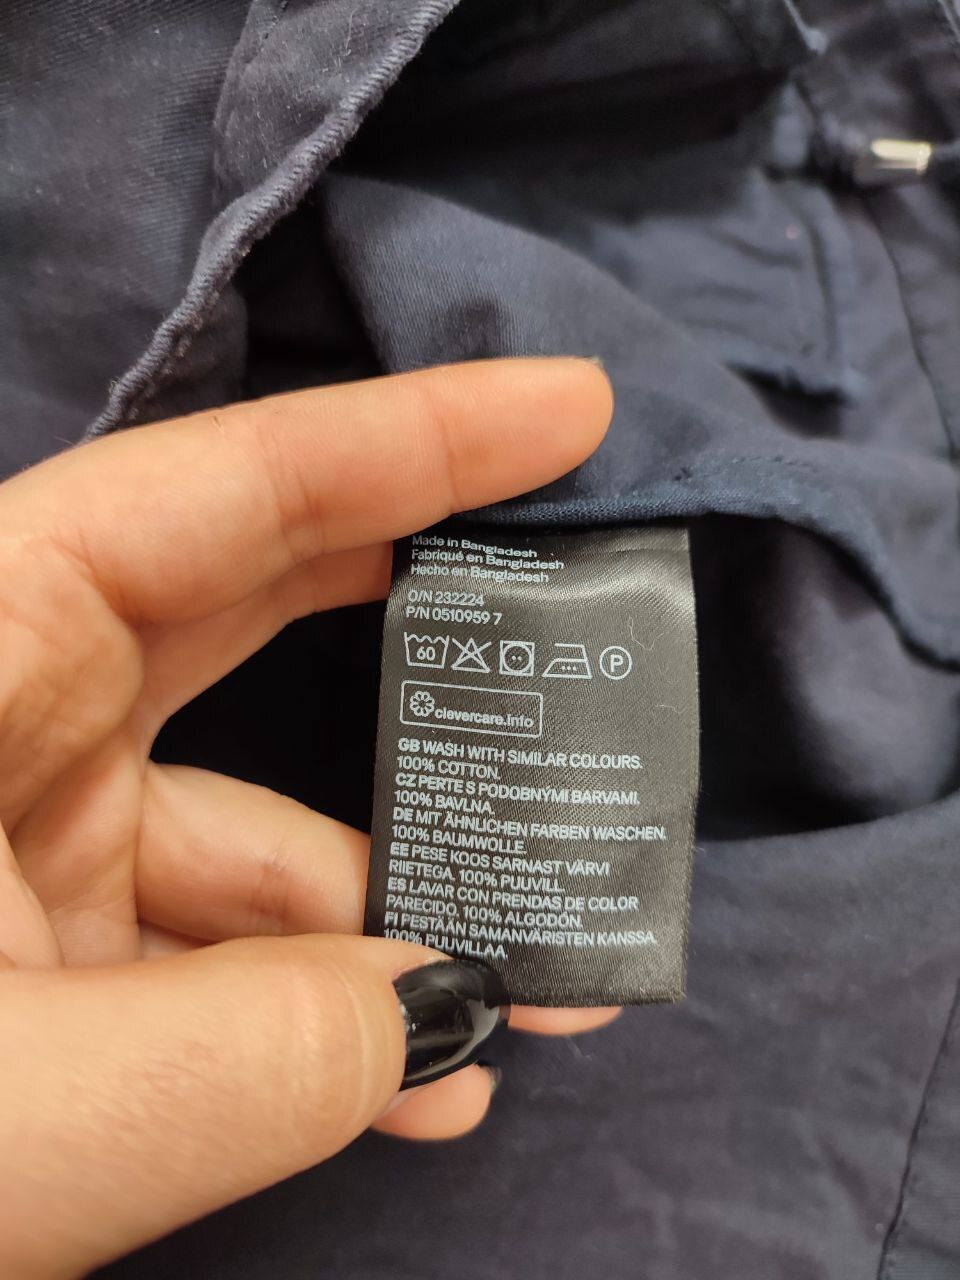 Made in Bangladesh
Fabriqué en Bangladesh
Hecho en Bangladesh
O/N 232224
P/N 0510959 7
60 P
clevercare.info
GB WASH WITH SIMILAR COLOURS.
100% COTTON.
CZ PERTE S PODOBNÝMI BARVAMI.
100% BAVLNA.
DE MIT ÄHNLICHEN FARBEN WASCHEN.
100% BAUMWOLLE.
EE PESE KOOS SARNAST VÄRVI
RIIETEGA. 100% PUUVILL.
ES LAVAR CON PRENDAS DE COLOR
PARECIDO. 100% ALGODÓN.
FI PESTÄÄN SAMANVÄRISTEN KANSSA.
100% PUUVILLAA.